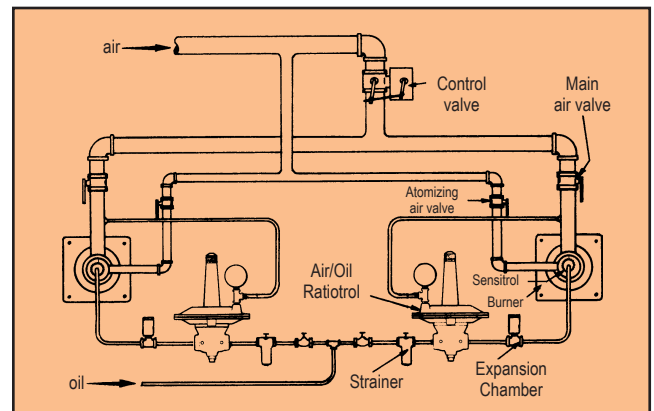 air
Control
valve
Main
air valve
Atomizing
air valve
Air/Oil
Ratiotrol
Sensitrol
Burner
Strainer
Expansion
Chamber
oil